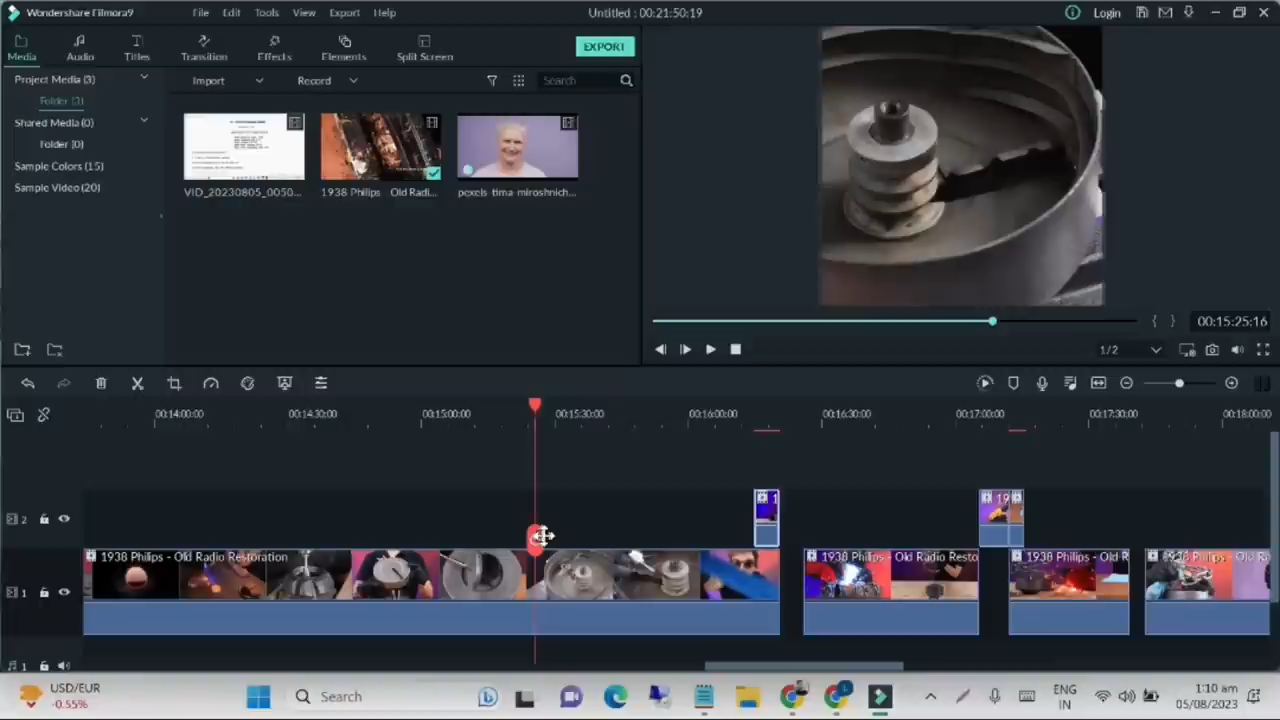 Wondershare Filmora9
File Edit Tools View Export Help
Untitled : 00:21:50:19
Login
Media Audio Titles Transition Effects Elements Split Screen
EXPORT
Project Media (3)
Folder (3)
Shared Media (0)
Folder (0)
Sample Colors (15)
Sample Video (20)
Import Record Search
VID_20230805_0050... 1938 Philips Old Radi... pexels tima miroshnich...
00:15:25:16
1/2
00:14:00:00 00:14:30:00 00:15:00:00 00:15:30:00 00:16:00:00 00:16:30:00 00:17:00:00 00:17:30:00 00:18:00:00
2
1 19
1938 Philips - Old Radio Restoration
1938 Philips - Old Radio Resto
1938 Philips - Old R
1938 Philips - Old R
1
1
USD/EUR
-0.55%
Search
ENG
IN
1:10 am
05/08/2023